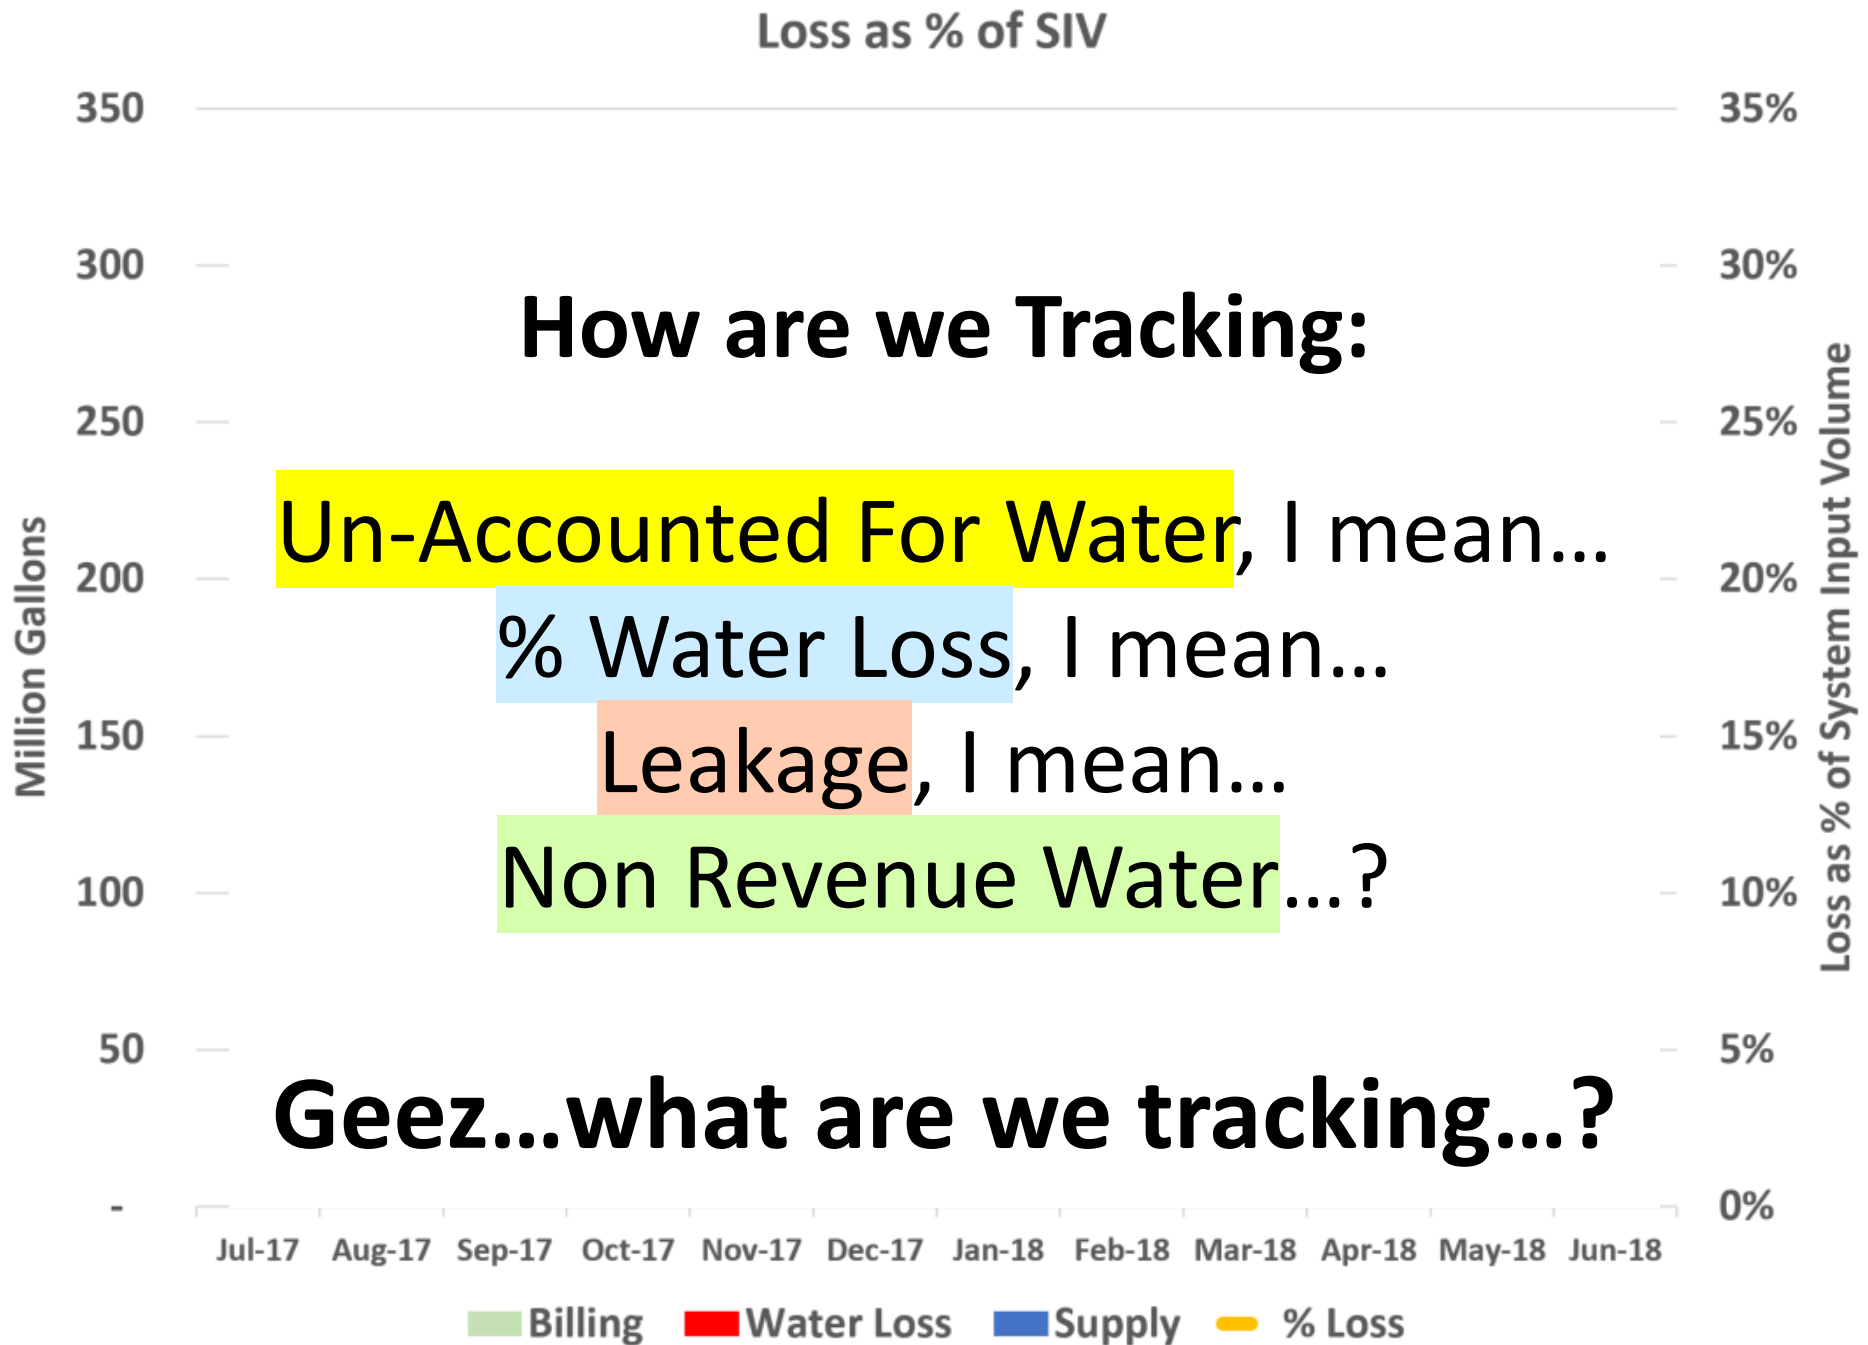 Loss as % of SIV
350
300
250
200
150
100
50
-
Million Gallons
35%
30%
25%
20%
15%
10%
5%
0%
Loss as % of System Input Volume
How are we Tracking:
Un-Accounted For Water, I mean...
% Water Loss, I mean...
Leakage, I mean...
Non Revenue Water...?
Geez...what are we tracking...?
Jul-17 Aug-17 Sep-17 Oct-17 Nov-17 Dec-17 Jan-18 Feb-18 Mar-18 Apr-18 May-18 Jun-18
Billing Water Loss Supply % Loss